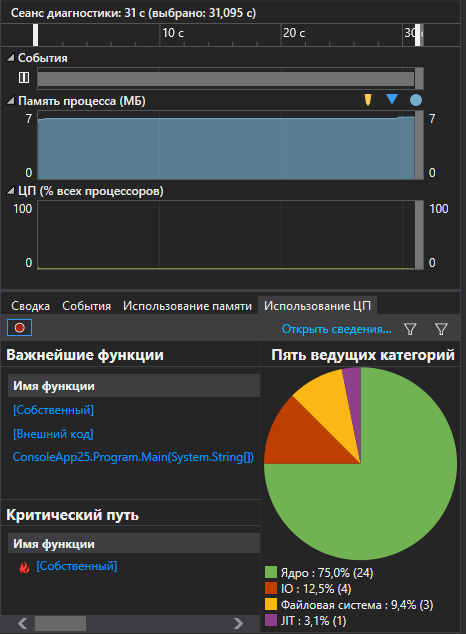 Сеанс диагностики: 31 с (выбрано: 31,095 с)
10 с
20 с
30 с
События
Память процесса (МБ)
7
7
0
0
ЦП (% всех процессоров)
100
100
0
0
Сводка
События
Использование памяти
Использование ЦП
Открыть сведения...
Важнейшие функции
Имя функции
[Собственный]
[Внешний код]
ConsoleApp25.Program.Main(System.String[])
Критический путь
Имя функции
[Собственный]
Пять ведущих категорий
Ядро : 75,0% (24)
IO : 12,5% (4)
Файловая система : 9,4% (3)
JIT : 3,1% (1)